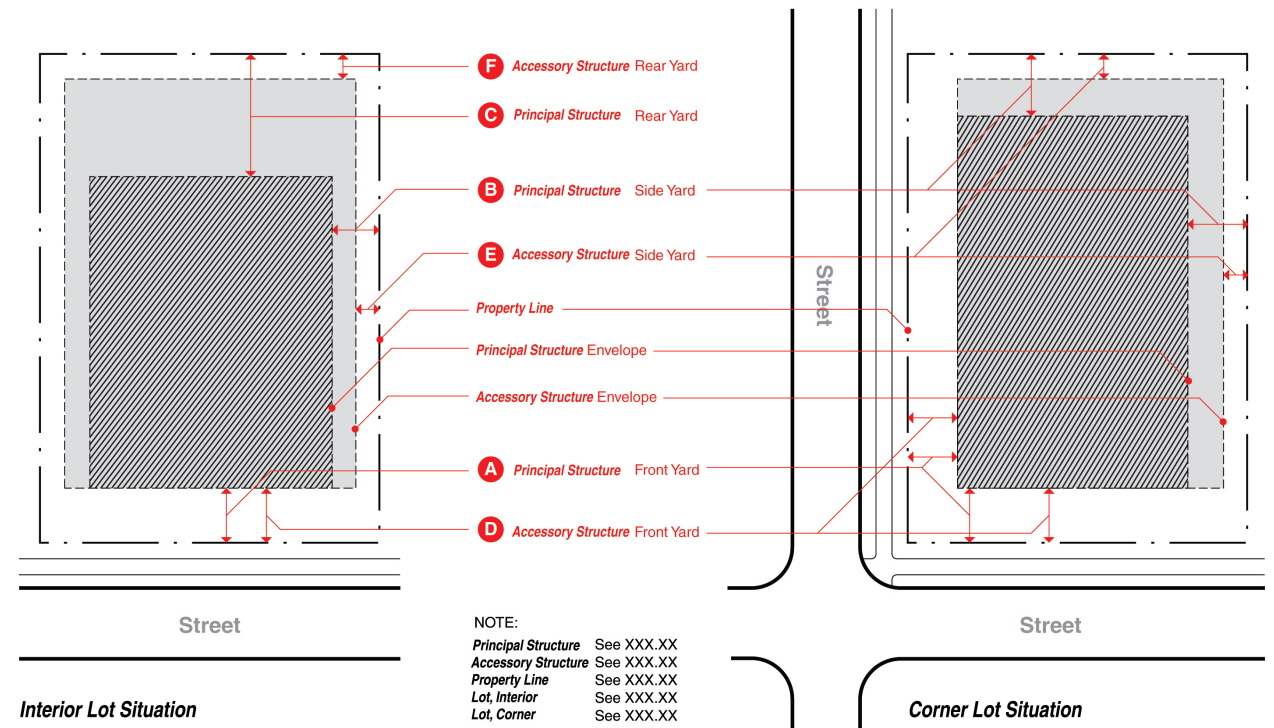 F Accessory Structure Rear Yard
C Principal Structure Rear Yard
B Principal Structure Side Yard
E Accessory Structure Side Yard
Property Line
Principal Structure Envelope
Accessory Structure Envelope
A Principal Structure Front Yard
D Accessory Structure Front Yard
Street
Street
Street
NOTE:
Principal Structure See XXX.XX
Accessory Structure See XXX.XX
Property Line See XXX.XX
Lot, Interior See XXX.XX
Lot, Corner See XXX.XX
Interior Lot Situation
Corner Lot Situation